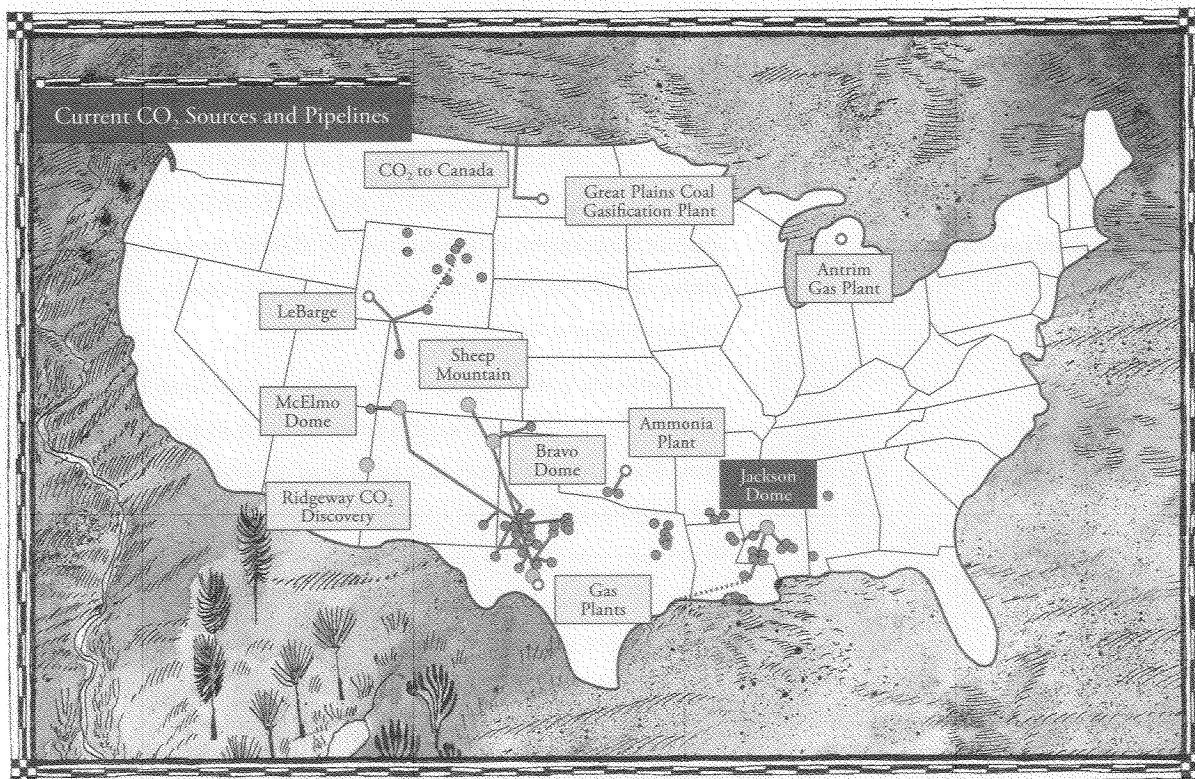 Current CO₂ Sources and Pipelines
CO₂ to Canada
Great Plains Coal
Gasification Plant
Antrim
Gas Plant
LeBarge
Sheep
Mountain
McElmo
Dome
Ammonia
Plant
Bravo
Dome
Jackson
Dome
Ridgeway CO₂
Discovery
Gas
Plants